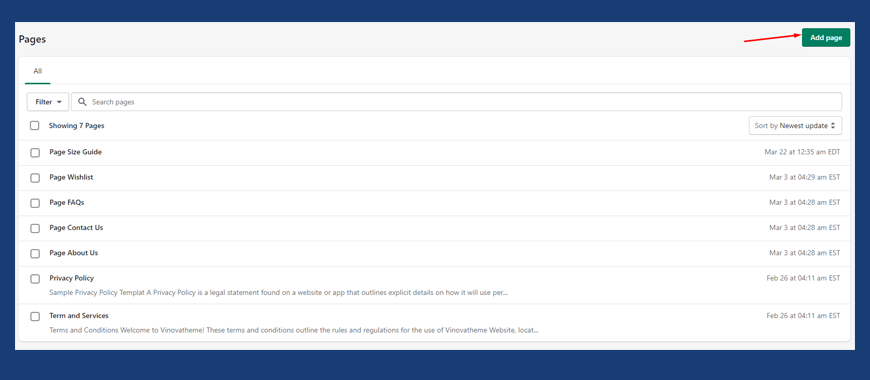 Pages
Add page
All
Filter
Search pages
Showing 7 Pages
Sort by Newest update
Page Size Guide
Mar 22 at 12:35 am EDT
Page Wishlist
Mar 3 at 04:29 am EST
Page FAQs
Mar 3 at 04:28 am EST
Page Contact Us
Mar 3 at 04:28 am EST
Page About Us
Mar 3 at 04:28 am EST
Privacy Policy
Feb 26 at 04:11 am EST
Sample Privacy Policy Templat A Privacy Policy is a legal statement found on a website or app that outlines explicit details on how it will use per...
Term and Services
Feb 26 at 04:11 am EST
Terms and Conditions Welcome to Vinovatheme! These terms and conditions outline the rules and regulations for the use of Vinovatheme Website, locat...